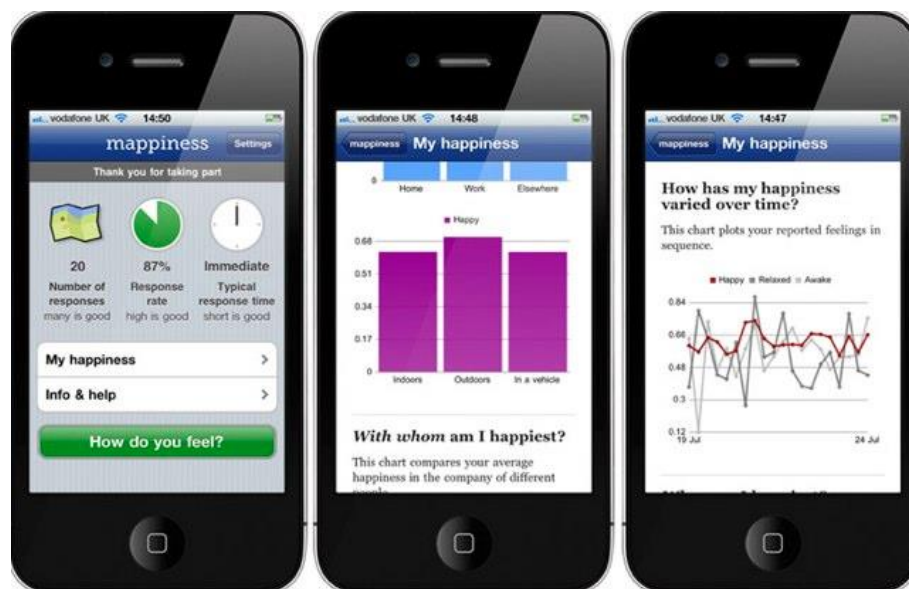 vodafone UK 14:50
mappiness Settings
Thank you for taking part
20 87% Immediate
Number of responses Response rate Typical response time
many is good high is good short is good
My happiness
Info & help
How do you feel?
vodafone UK 14:48
mappiness My happiness
0
Home Work Elsewhere
Happy
0.68
0.51
0.34
0.17
0
Indoors Outdoors In a vehicle
With whom am I happiest?
This chart compares your average
happiness in the company of different
vodafone UK 14:47
mappiness My happiness
How has my happiness
varied over time?
This chart plots your reported feelings in
sequence.
Happy Relaxed Awake
0.84
0.66
0.48
0.3
0.12
19 Jul 24 Jul